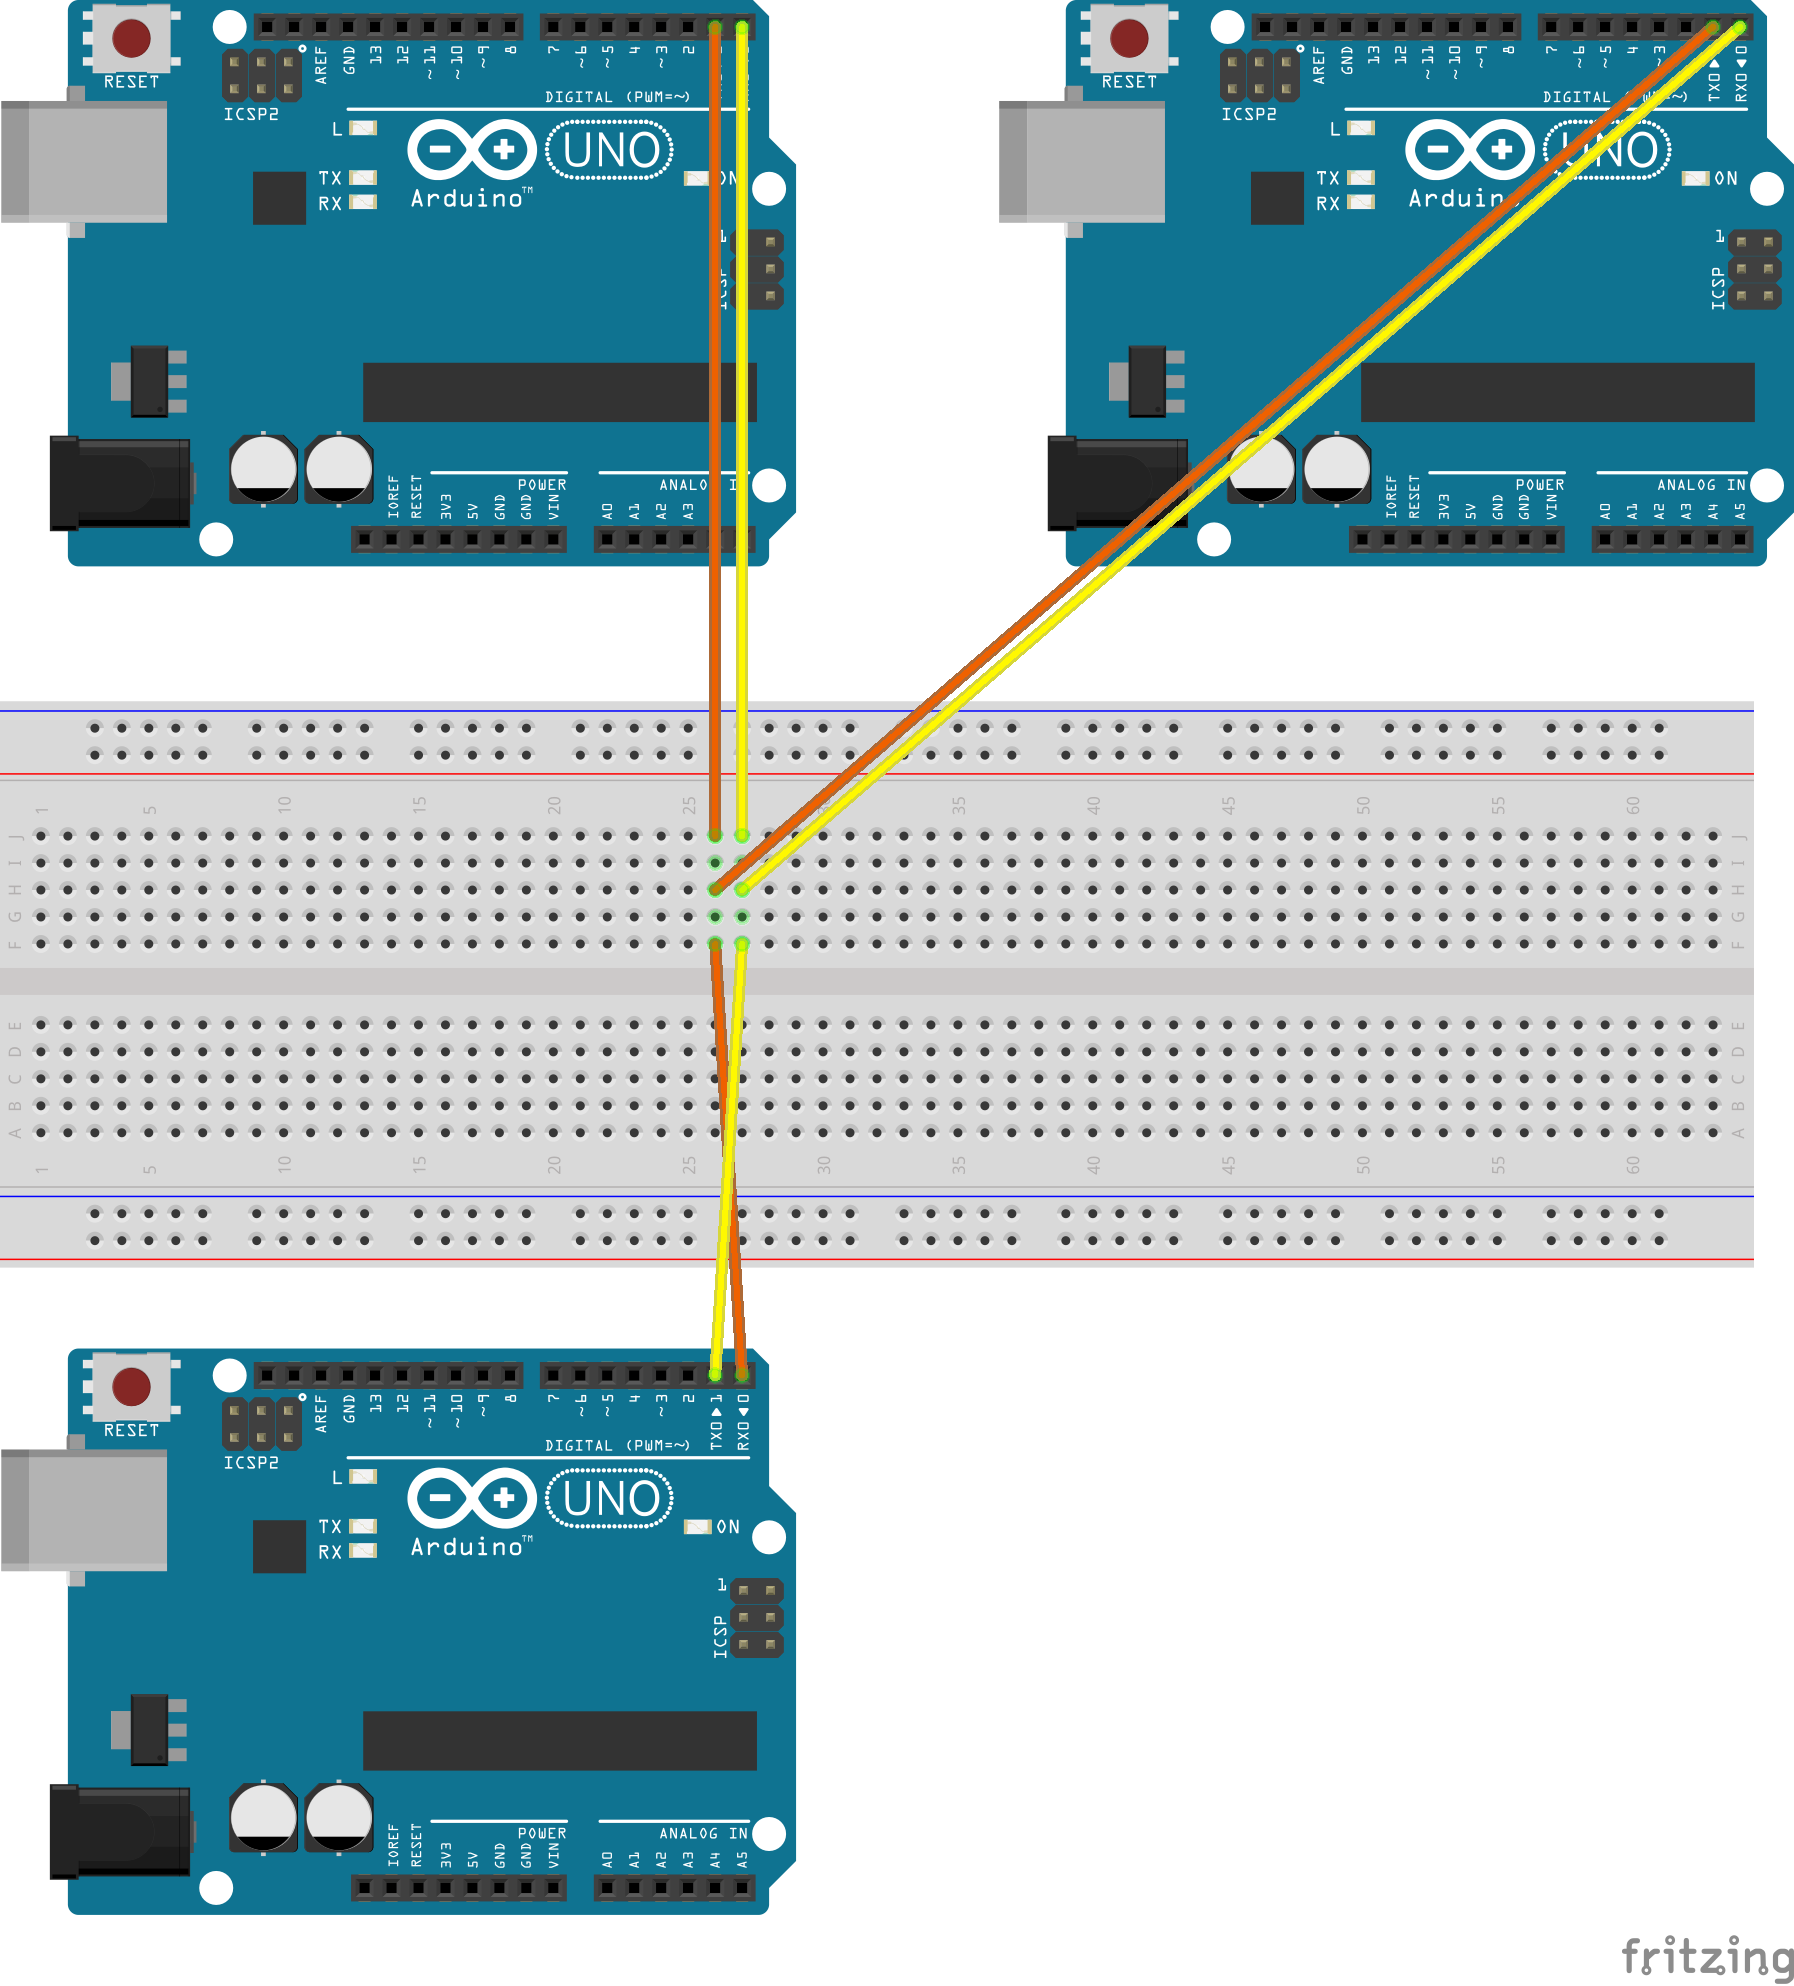 RESET
ICSP2
AREF
GND
13
12
~11
~10
~9
8
7
~6
~5
4
~3
2
DIGITAL (PWM=~)
L
TX
RX
UNO
Arduino™
1
IOREF
RESET
3V3
5V
GND
GND
VIN
POWER
A0
A1
A2
A3
RESET
ICSP2
AREF
GND
13
12
~11
~10
~9
8
7
~6
~5
4
~3
TX0▶
RX0◀0
DIGITAL
L
TX
RX
UNO
ON
1
ICSP
IOREF
RESET
3V3
5V
GND
GND
VIN
POWER
ANALOG IN
A0
A1
A2
A3
A4
A5
1 5 10 15 20 25 35 40 45 50 55 60
J J
I I
H H
G G
F F
E E
D D
C C
B B
A A
1 5 10 15 20 25 30 35 40 45 50 55 60
RESET
ICSP2
AREF
GND
13
12
~11
~10
~9
8
7
~6
~5
4
~3
2
TX0▶1
RX0◀0
DIGITAL (PWM=~)
L
TX
RX
UNO
Arduino™
ON
1
ICSP
IOREF
RESET
3V3
5V
GND
GND
VIN
POWER
ANALOG IN
A0
A1
A2
A3
A4
A5
fritzing